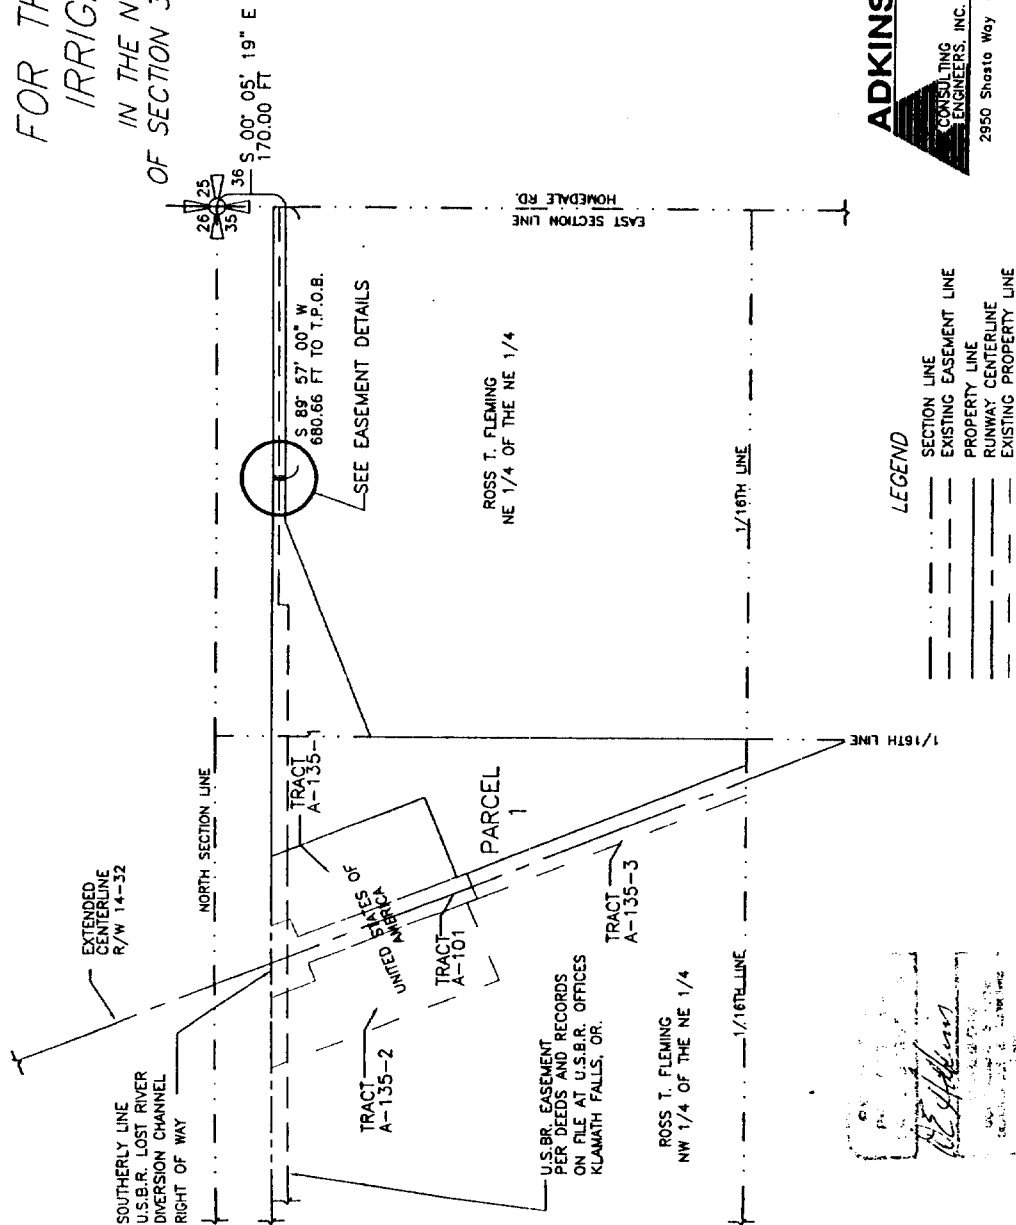 FOR TH
IRRIG
IN THE N
OF SECTION 3
26 25
35 36
S 00° 05' 19" E
170.00 FT
ADKINS
CONSULTING
ENGINEERS, INC.
2950 Shasta Way
EAST SECTION LINE
HOMEDALE RD.
S 89° 57' 00" W
680.66 FT TO T.P.O.B.
SEE EASEMENT DETAILS
ROSS T. FLEMING
NE 1/4 OF THE NE 1/4
1/16TH LINE
LEGEND
SECTION LINE
EXISTING EASEMENT LINE
PROPERTY LINE
RUNWAY CENTERLINE
EXISTING PROPERTY LINE
1/16TH LINE
NORTH SECTION LINE
TRACT
A-135-1
PARCEL
1
EXTENDED
CENTERLINE
R/W 14-32
UNITED STATES OF
AMERICA
TRACT
A-101
TRACT
A-135-3
TRACT
A-135-2
SOUTHERLY LINE
U.S.B.R. LOST RIVER
DIVERSION CHANNEL
RIGHT OF WAY
U.S.BR. EASEMENT
PER DEEDS AND RECORDS
ON FILE AT U.S.B.R. OFFICES
KLAMATH FALLS, OR.
ROSS T. FLEMING
NW 1/4 OF THE NE 1/4
1/16TH LINE